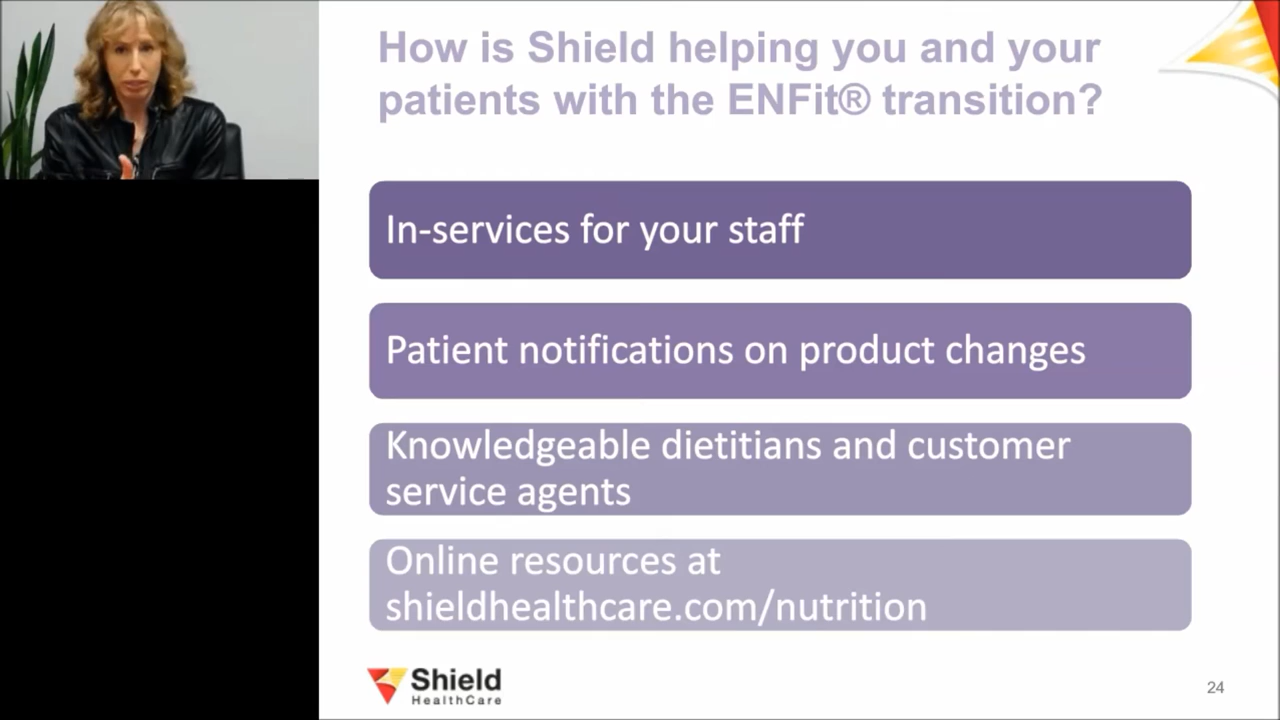 How is Shield helping you and your
patients with the ENFit® transition?
In-services for your staff
Patient notifications on product changes
Knowledgeable dietitians and customer
service agents
Online resources at
shieldhealthcare.com/nutrition
Shield
HealthCare
24